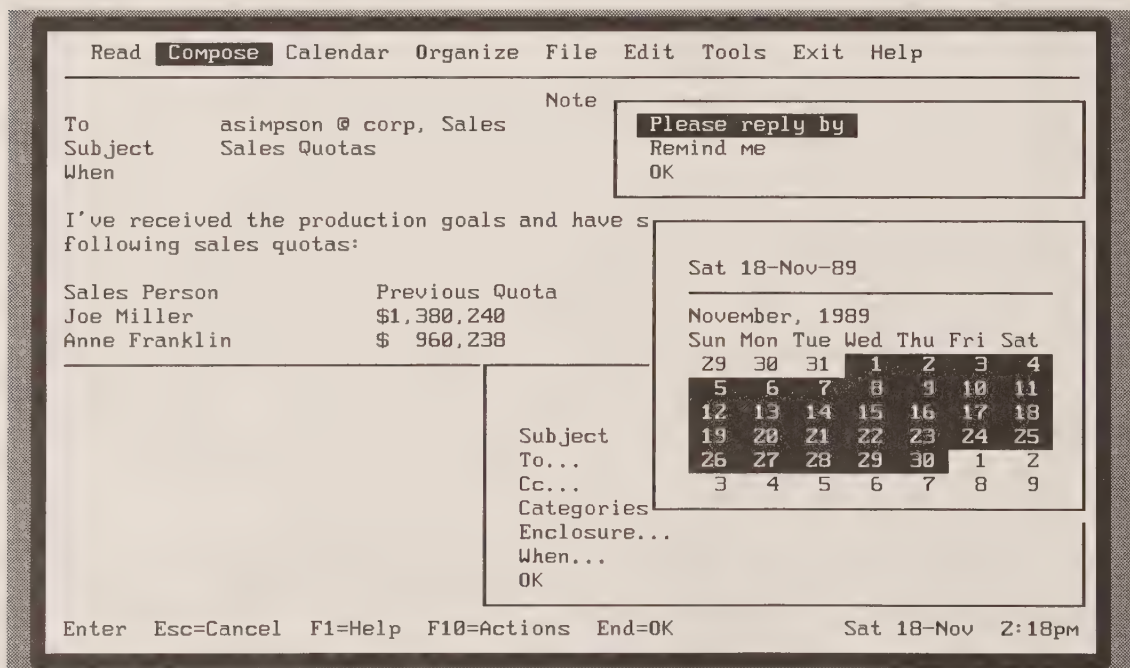 Read Compose Calendar Organize File Edit Tools Exit Help
Note
To asimpson @ corp, Sales
Subject Sales Quotas
When
Please reply by
Remind me
OK
I've received the production goals and have s
following sales quotas:
Sales Person Previous Quota
Joe Miller $1,380,240
Anne Franklin $ 960,238
Sat 18-Nov-89
November, 1989
Sun Mon Tue Wed Thu Fri Sat
29 30 31 1 2 3 4
5 6 7 8 9 10 11
12 13 14 15 16 17 18
19 20 21 22 23 24 25
26 27 28 29 30 1 2
3 4 5 6 7 8 9
Subject
To...
Cc...
Categories
Enclosure...
When...
OK
Enter Esc=Cancel F1=Help F10=Actions End=OK Sat 18-Nov 2:18pm